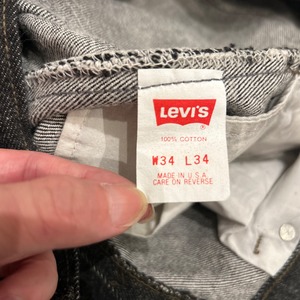 Levi's
®
100% COTTON
W34 L34
MADE IN U.S.A.
CARE ON REVERSE